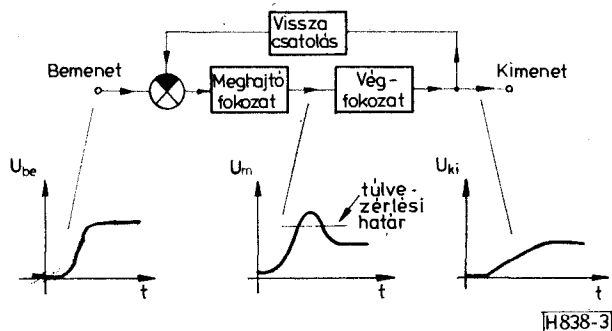 Vissza
csatolás
Bemenet
Meghajtó
fokozat
Vég-
fokozat
Kimenet
Ube
t
Um
túlve-
zérlési
határ
t
Uki
t
H838-3